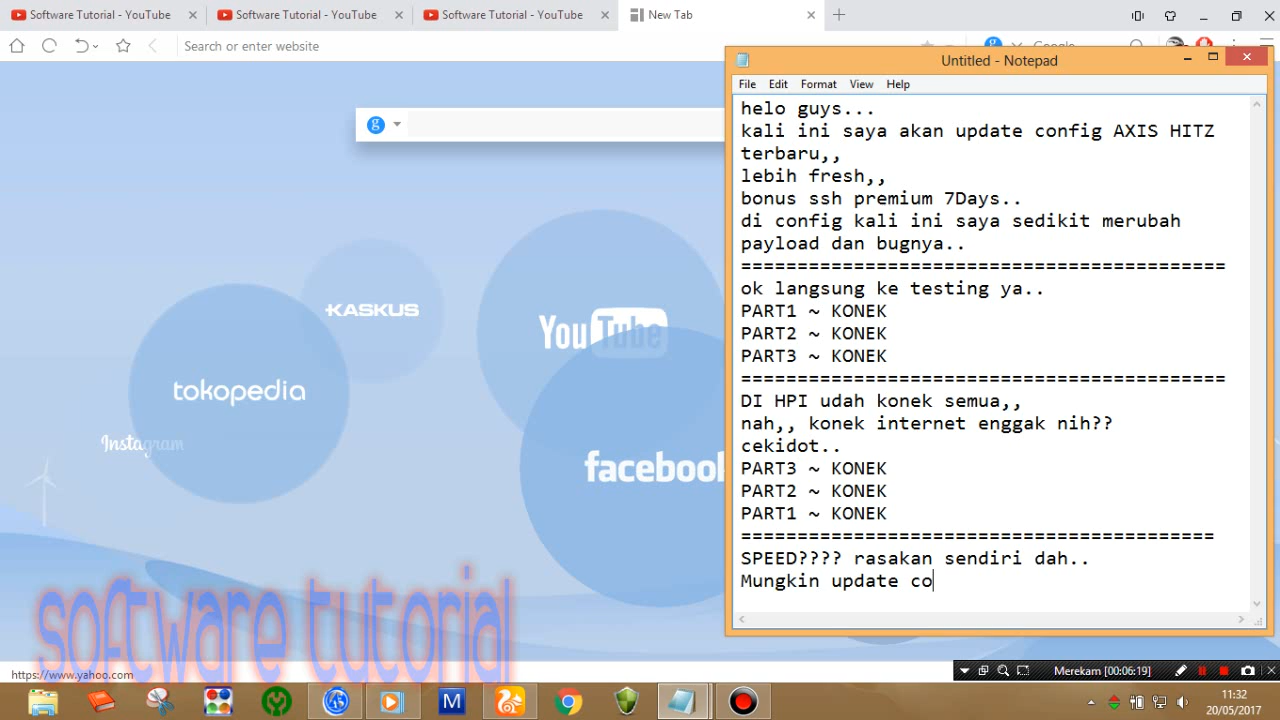 Software Tutorial - YouTube
Software Tutorial - YouTube
Software Tutorial - YouTube
New Tab
Search or enter website
Google
Untitled - Notepad
File Edit Format View Help
helo guys...
kali ini saya akan update config AXIS HITZ
terbaru,,
lebih fresh,,
bonus ssh premium 7Days..
di config kali ini saya sedikit merubah
payload dan bugnya..
===========================================
ok langsung ke testing ya..
PART1 ~ KONEK
PART2 ~ KONEK
PART3 ~ KONEK
===========================================
DI HPI udah konek semua,,
nah,, konek internet enggak nih??
cekidot..
PART3 ~ KONEK
PART2 ~ KONEK
PART1 ~ KONEK
==========================================
SPEED???? rasakan sendiri dah..
Mungkin update co
KASKUS
YouTube
tokopedia
Instagram
facebook
software tutorial
https://www.yahoo.com
Merekam [00:06:19]
11:32
20/05/2017